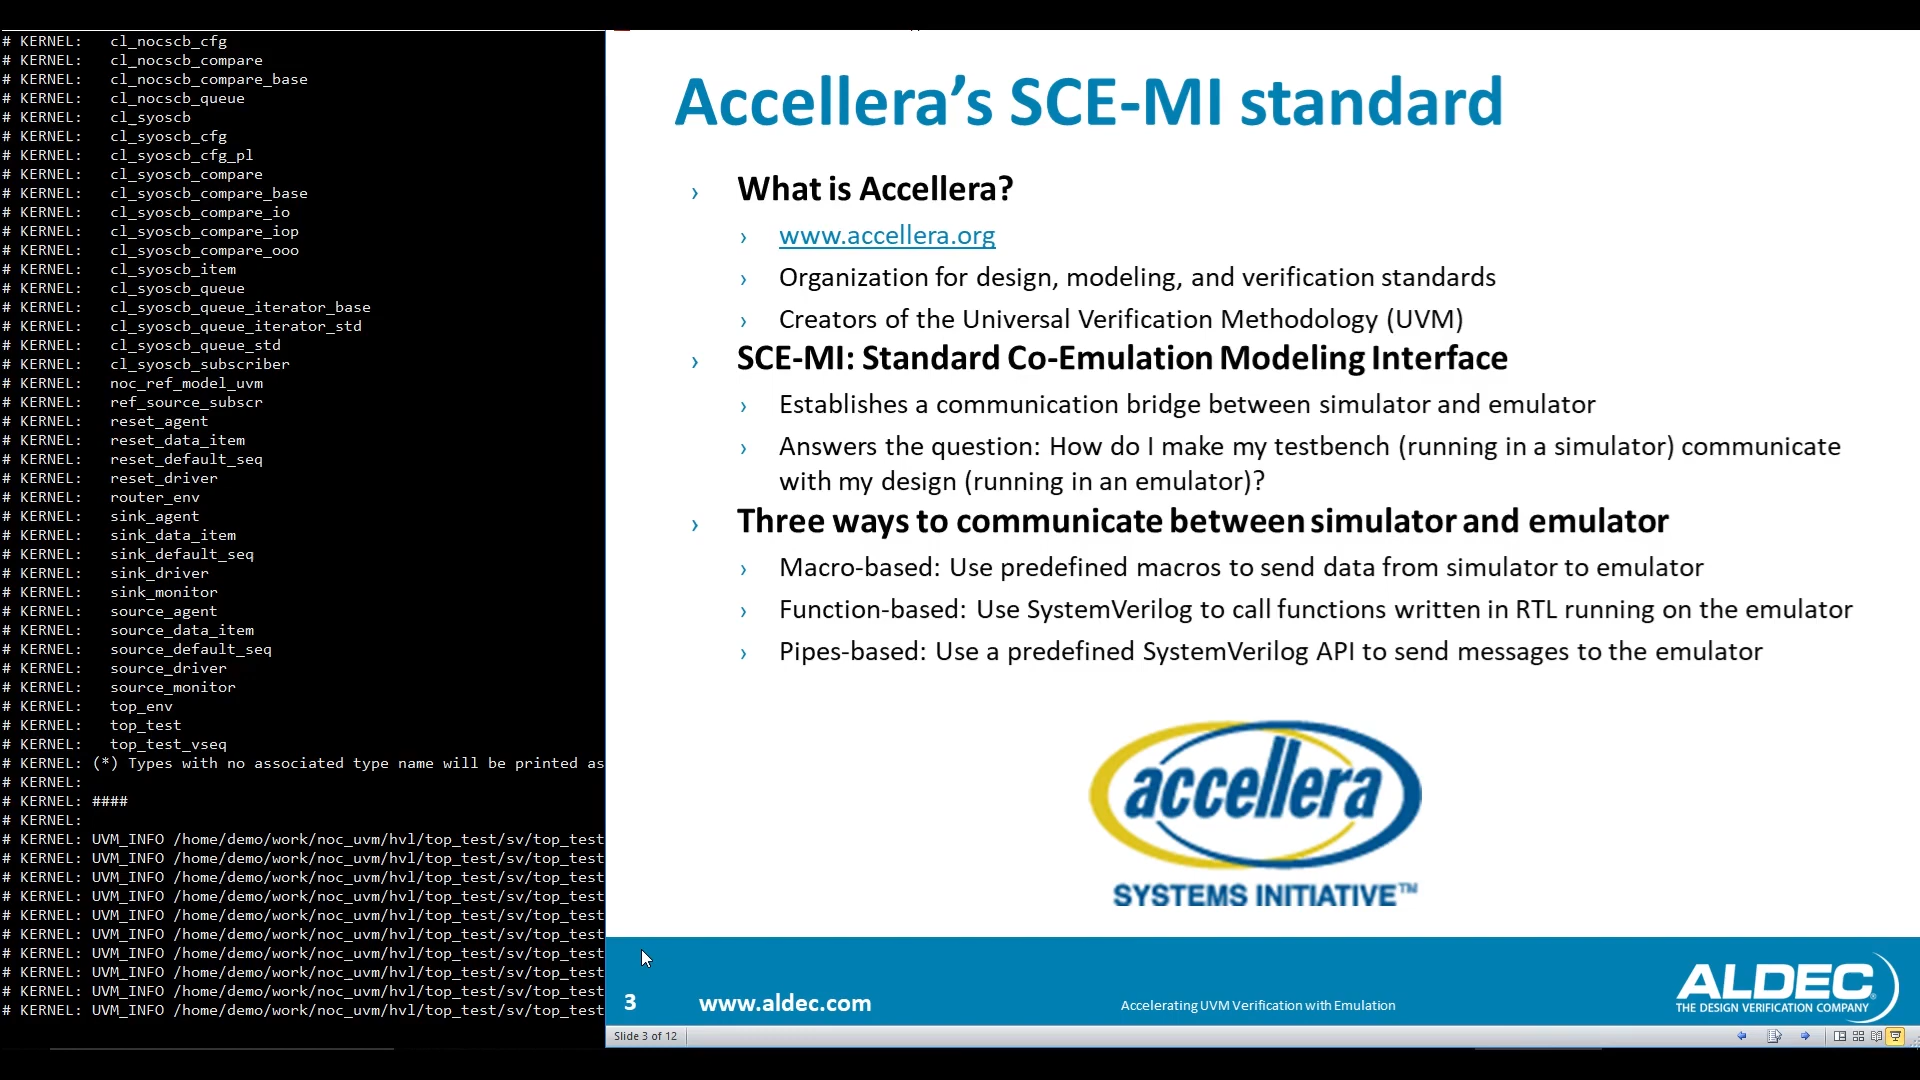 # KERNEL:   cl_nocscb_cfg
# KERNEL:   cl_nocscb_compare
# KERNEL:   cl_nocscb_compare_base
# KERNEL:   cl_nocscb_queue
# KERNEL:   cl_syoscb
# KERNEL:   cl_syoscb_cfg
# KERNEL:   cl_syoscb_cfg_pl
# KERNEL:   cl_syoscb_compare
# KERNEL:   cl_syoscb_compare_base
# KERNEL:   cl_syoscb_compare_io
# KERNEL:   cl_syoscb_compare_iop
# KERNEL:   cl_syoscb_compare_ooo
# KERNEL:   cl_syoscb_item
# KERNEL:   cl_syoscb_queue
# KERNEL:   cl_syoscb_queue_iterator_base
# KERNEL:   cl_syoscb_queue_iterator_std
# KERNEL:   cl_syoscb_queue_std
# KERNEL:   cl_syoscb_subscriber
# KERNEL:   noc_ref_model_uvm
# KERNEL:   ref_source_subscr
# KERNEL:   reset_agent
# KERNEL:   reset_data_item
# KERNEL:   reset_default_seq
# KERNEL:   reset_driver
# KERNEL:   router_env
# KERNEL:   sink_agent
# KERNEL:   sink_data_item
# KERNEL:   sink_default_seq
# KERNEL:   sink_driver
# KERNEL:   sink_monitor
# KERNEL:   source_agent
# KERNEL:   source_data_item
# KERNEL:   source_default_seq
# KERNEL:   source_driver
# KERNEL:   source_monitor
# KERNEL:   top_env
# KERNEL:   top_test
# KERNEL:   top_test_vseq
# KERNEL: (*) Types with no associated type name will be printed as
# KERNEL:
# KERNEL: ####
# KERNEL:
# KERNEL: UVM_INFO /home/demo/work/noc_uvm/hvl/top_test/sv/top_test
# KERNEL: UVM_INFO /home/demo/work/noc_uvm/hvl/top_test/sv/top_test
# KERNEL: UVM_INFO /home/demo/work/noc_uvm/hvl/top_test/sv/top_test
# KERNEL: UVM_INFO /home/demo/work/noc_uvm/hvl/top_test/sv/top_test
# KERNEL: UVM_INFO /home/demo/work/noc_uvm/hvl/top_test/sv/top_test
# KERNEL: UVM_INFO /home/demo/work/noc_uvm/hvl/top_test/sv/top_test
# KERNEL: UVM_INFO /home/demo/work/noc_uvm/hvl/top_test/sv/top_test
# KERNEL: UVM_INFO /home/demo/work/noc_uvm/hvl/top_test/sv/top_test
# KERNEL: UVM_INFO /home/demo/work/noc_uvm/hvl/top_test/sv/top_test
# KERNEL: UVM_INFO /home/demo/work/noc_uvm/hvl/top_test/sv/top_test
Accellera’s SCE-MI standard
› What is Accellera?
› www.accellera.org
› Organization for design, modeling, and verification standards
› Creators of the Universal Verification Methodology (UVM)
› SCE-MI: Standard Co-Emulation Modeling Interface
› Establishes a communication bridge between simulator and emulator
› Answers the question: How do I make my testbench (running in a simulator) communicate
with my design (running in an emulator)?
› Three ways to communicate between simulator and emulator
› Macro-based: Use predefined macros to send data from simulator to emulator
› Function-based: Use SystemVerilog to call functions written in RTL running on the emulator
› Pipes-based: Use a predefined SystemVerilog API to send messages to the emulator
accellera
SYSTEMS INITIATIVE™
3
www.aldec.com
Accelerating UVM Verification with Emulation
ALDEC
THE DESIGN VERIFICATION COMPANY
Slide 3 of 12